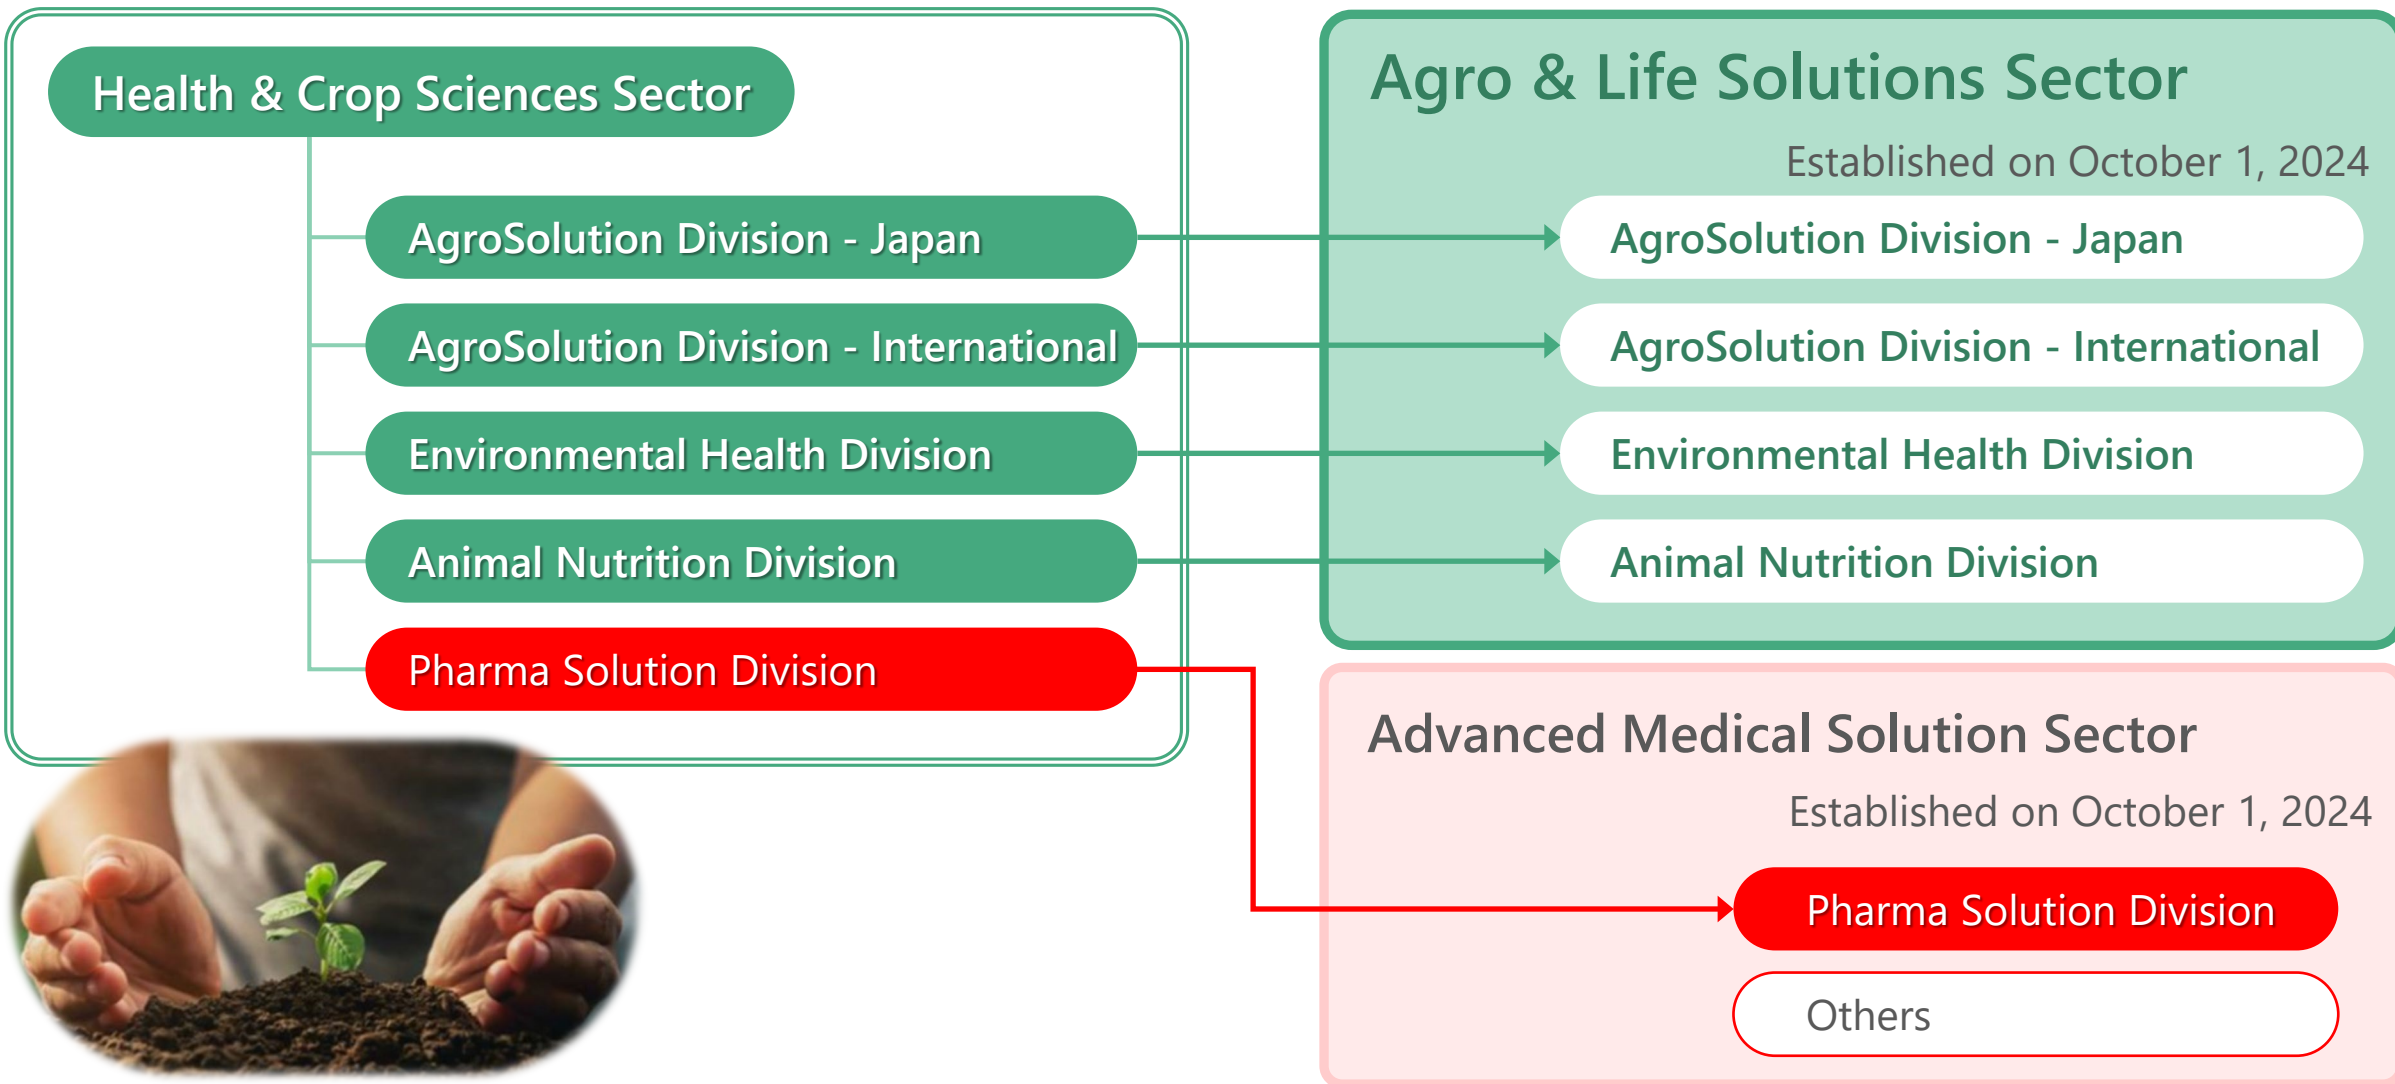 Health & Crop Sciences Sector
AgroSolution Division - Japan
AgroSolution Division - International
Environmental Health Division
Animal Nutrition Division
Pharma Solution Division
Agro & Life Solutions Sector
Established on October 1, 2024
AgroSolution Division - Japan
AgroSolution Division - International
Environmental Health Division
Animal Nutrition Division
Advanced Medical Solution Sector
Established on October 1, 2024
Pharma Solution Division
Others